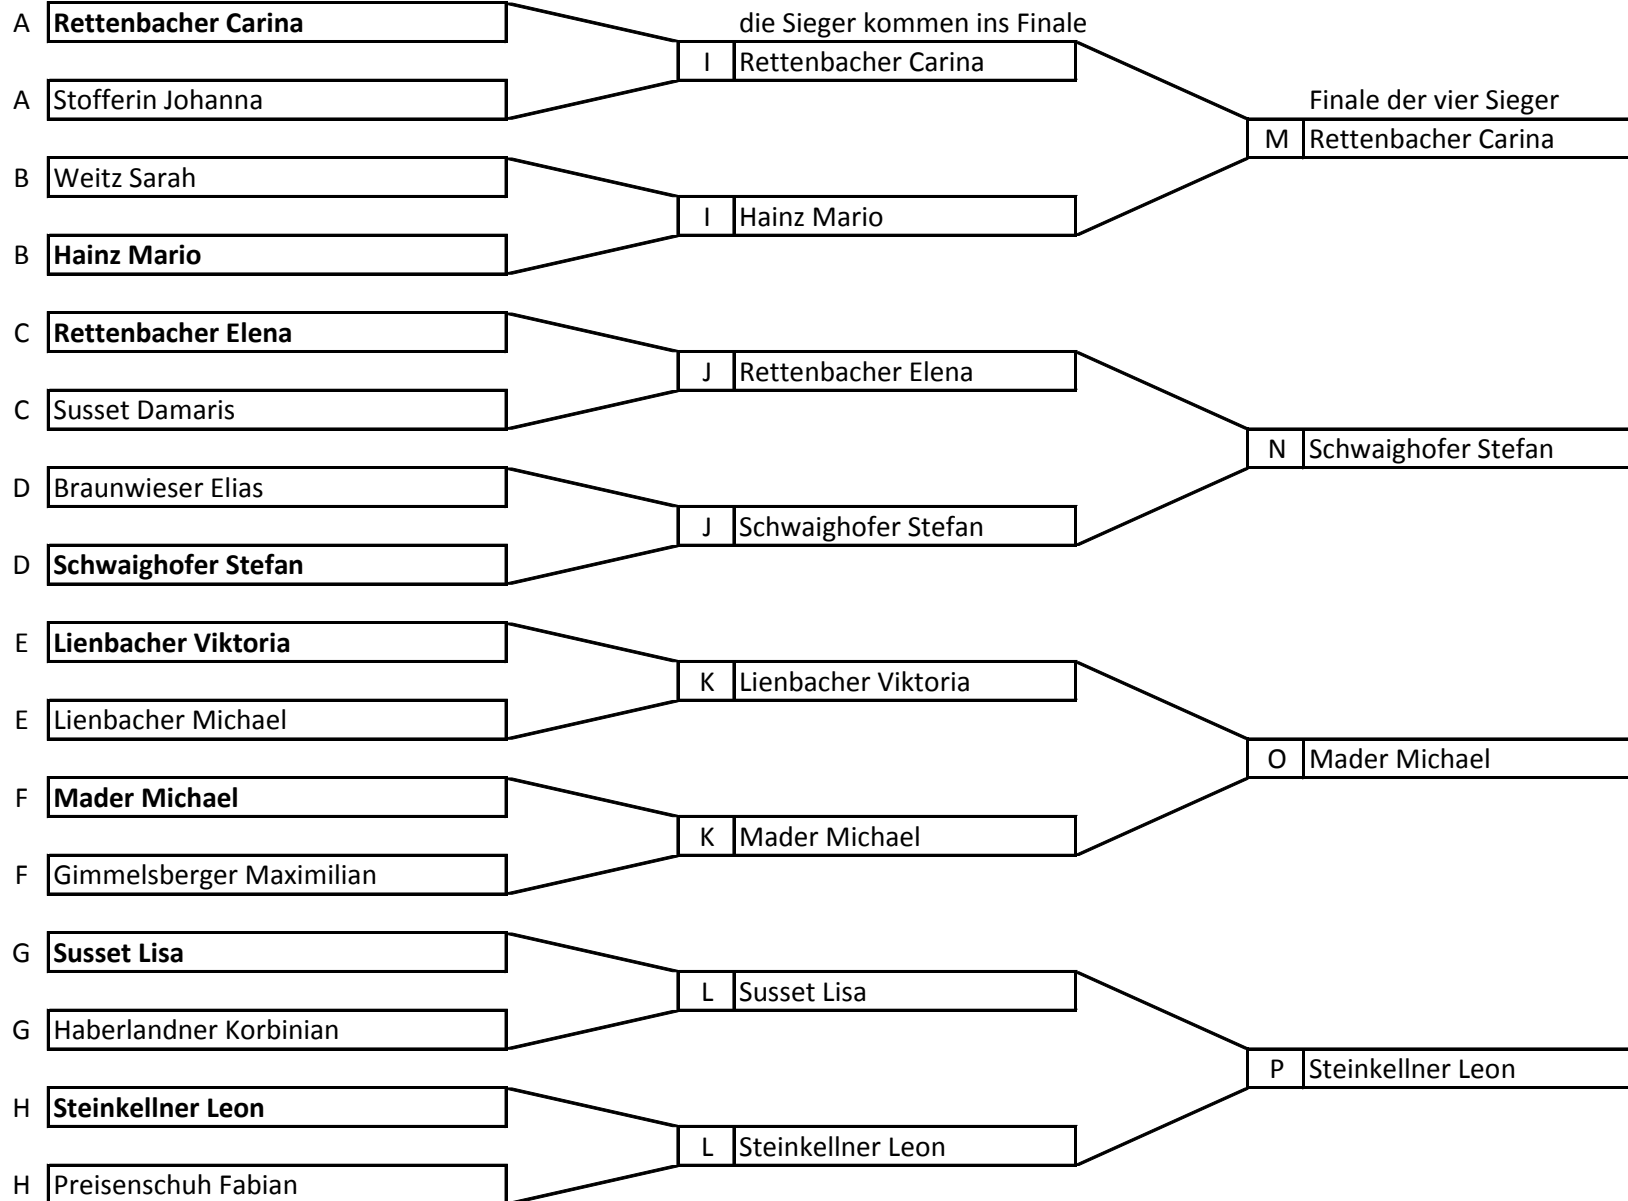 A Rettenbacher Carina
die Sieger kommen ins Finale
I Rettenbacher Carina
A Stofferin Johanna
Finale der vier Sieger
M Rettenbacher Carina
B Weitz Sarah
I Hainz Mario
B Hainz Mario
C Rettenbacher Elena
J Rettenbacher Elena
C Susset Damaris
N Schwaighofer Stefan
D Braunwieser Elias
J Schwaighofer Stefan
D Schwaighofer Stefan
E Lienbacher Viktoria
K Lienbacher Viktoria
E Lienbacher Michael
O Mader Michael
F Mader Michael
K Mader Michael
F Gimmelsberger Maximilian
G Susset Lisa
L Susset Lisa
G Haberlandner Korbinian
P Steinkellner Leon
H Steinkellner Leon
L Steinkellner Leon
H Preisenschuh Fabian